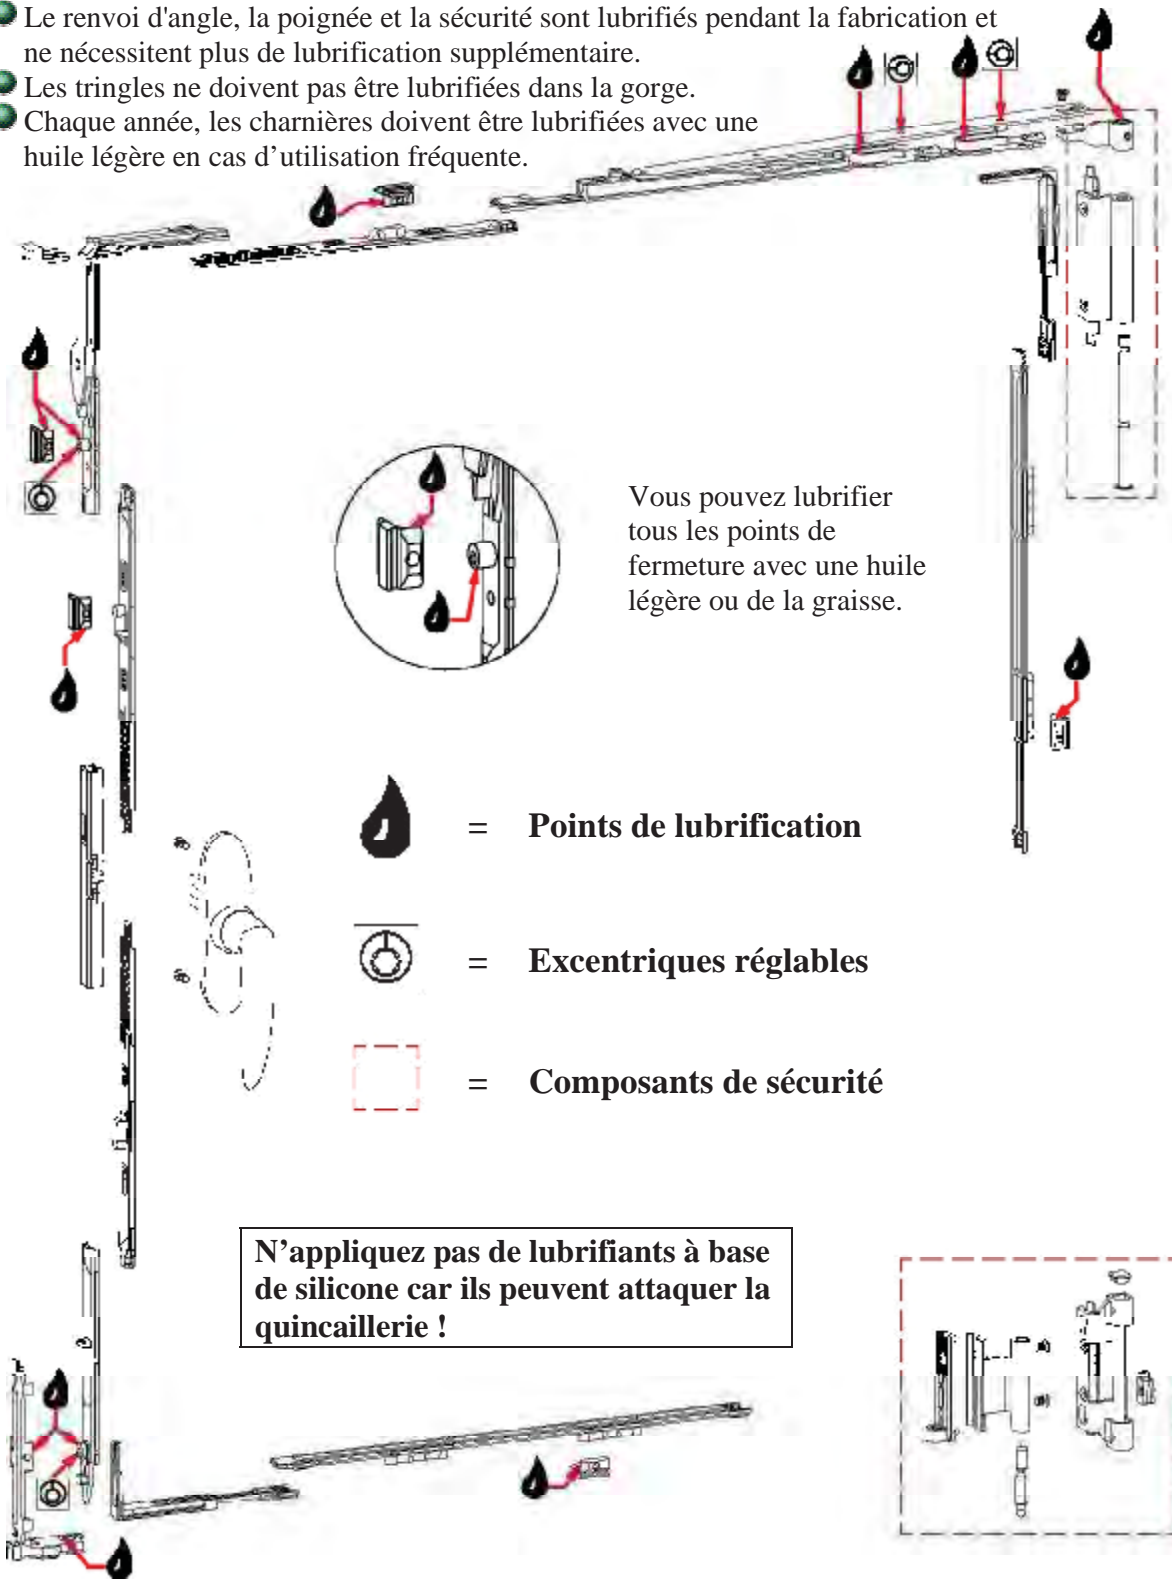 Le renvoi d'angle, la poignée et la sécurité sont lubrifiés pendant la fabrication et
ne nécessitent plus de lubrification supplémentaire.
Les tringles ne doivent pas être lubrifiées dans la gorge.
Chaque année, les charnières doivent être lubrifiées avec une
huile légère en cas d’utilisation fréquente.
Vous pouvez lubrifier
tous les points de
fermeture avec une huile
légère ou de la graisse.
= Points de lubrification
= Excentriques réglables
= Composants de sécurité
N’appliquez pas de lubrifiants à base
de silicone car ils peuvent attaquer la
quincaillerie !